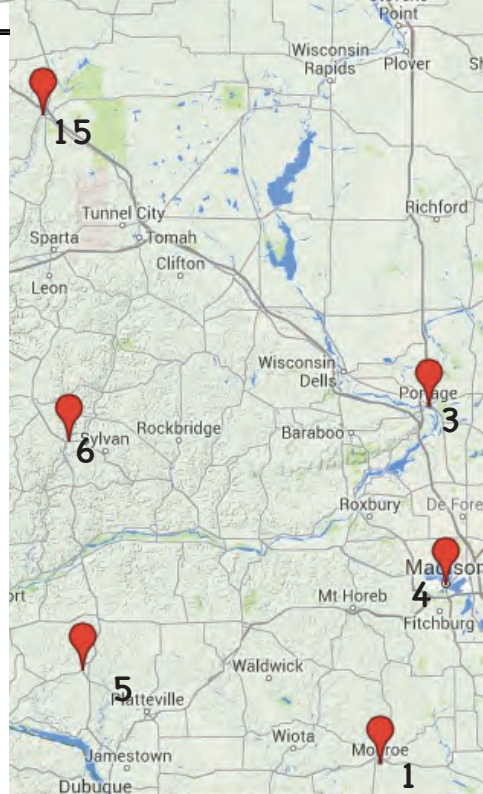 Point
Wisconsin
Rapids
Plover
15
Tunnel City
Tomah
Sparta
Clifton
Leon
Richford
Wisconsin
Dells
Portage
3
Sylvan
6
Rockbridge
Baraboo
Roxbury
De Fore
Madison
4
Mt Horeb
Fitchburg
ort
5
Platteville
Waldwick
Wiota
Monroe
1
Jamestown
Dubuque